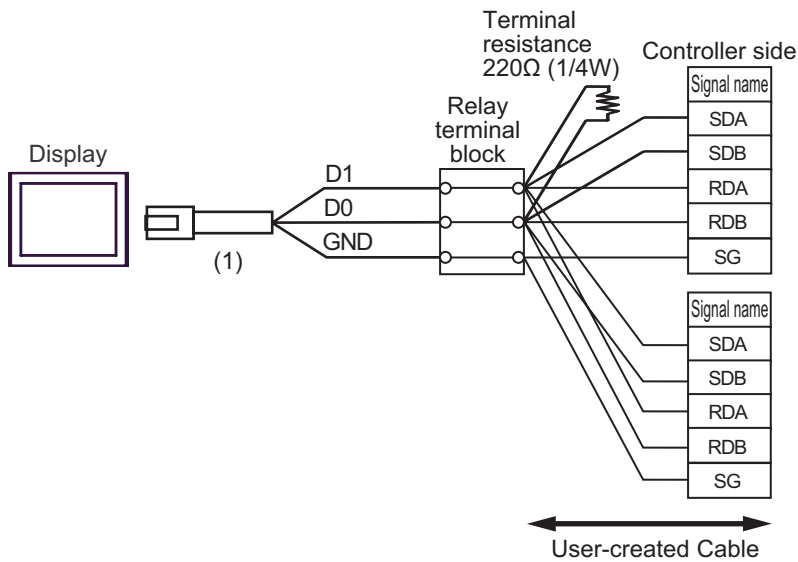 Terminal
resistance
220Ω (1/4W)
Controller side
Relay
terminal
block
Display
(1)
D1
D0
GND
Signal name
SDA
SDB
RDA
RDB
SG
Signal name
SDA
SDB
RDA
RDB
SG
User-created Cable